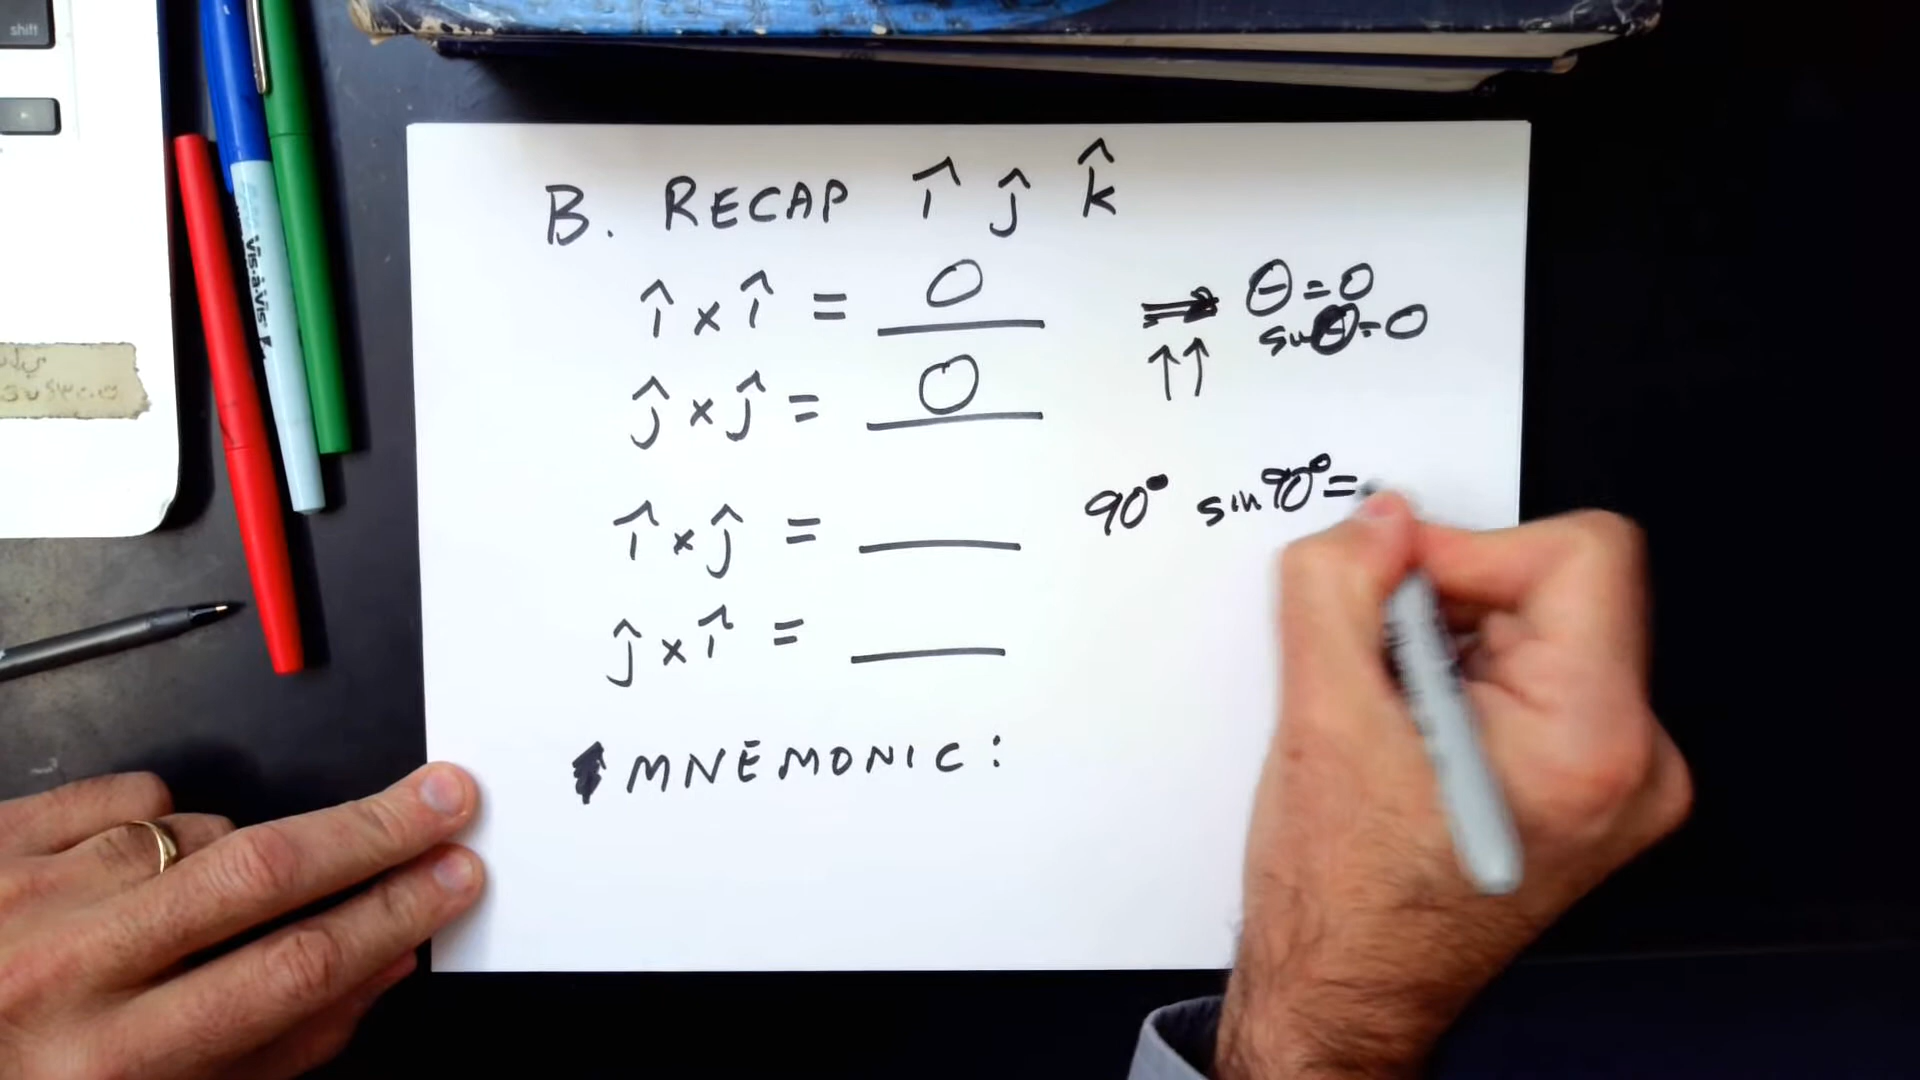 shift
B. RECAP î ĵ k̂
î × î = 0 θ = 0
sin θ = 0
ĵ × ĵ = 0 ↑↑
î × ĵ = ____ 90° sin 90° =
ĵ × î = ____
MNEMONIC:
Vis-à-Vis